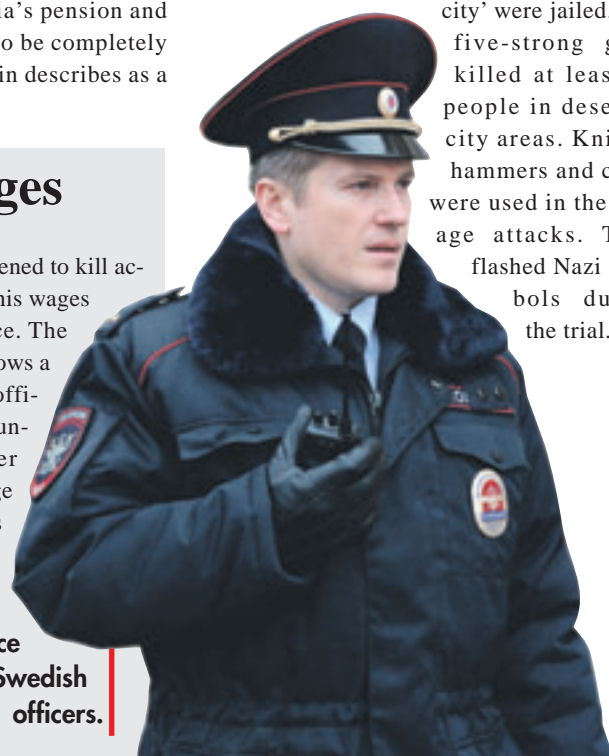 ia's pension and
o be completely
in describes as a
ges
ened to kill ac-
his wages
ce. The
ows a
offi-
un-
er
ge
s
ce
Swedish
officers.
city' were jailed.
five-strong g
killed at leas
people in dese
city areas. Kni
hammers and c
were used in the
age attacks. T
flashed Nazi
bols du
the trial.